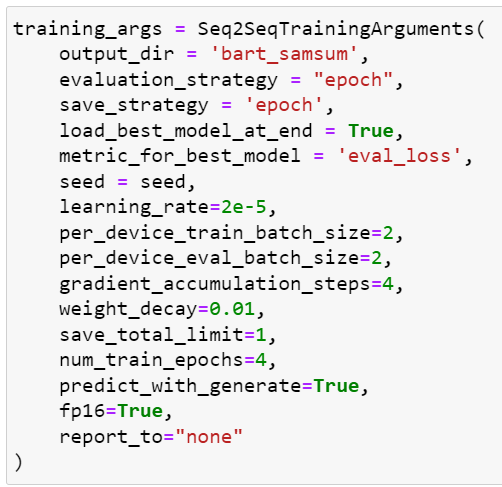 training_args = Seq2SeqTrainingArguments(
    output_dir = 'bart_samsum',
    evaluation_strategy = "epoch",
    save_strategy = 'epoch',
    load_best_model_at_end = True,
    metric_for_best_model = 'eval_loss',
    seed = seed,
    learning_rate=2e-5,
    per_device_train_batch_size=2,
    per_device_eval_batch_size=2,
    gradient_accumulation_steps=4,
    weight_decay=0.01,
    save_total_limit=1,
    num_train_epochs=4,
    predict_with_generate=True,
    fp16=True,
    report_to="none"
)